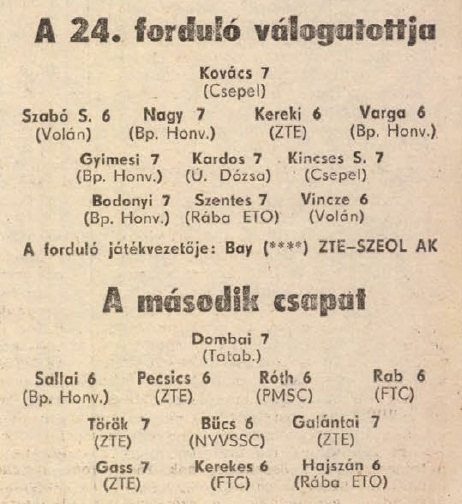 A 24. forduló válogatottja
Kovács 7
(Csepel)
Szabó S. 6 Nagy 7 Kereki 6 Varga 6
(Volán) (Bp. Honv.) (ZTE) (Bp. Honv.)
Gyimesi 7 Kardos 7 Kincses S. 7
(Bp. Honv.) (Ú. Dózsa) (Csepel)
Bodonyi 7 Szentes 7 Vincze 6
(Bp. Honv.) (Rába ETO) (Volán)
A forduló játékvezetője: Bay (****) ZTE–SZEOL AK
A második csapat
Dombai 7
(Tatab.)
Sallai 6 Pecsics 6 Róth 6 Rab 6
(Bp. Honv.) (ZTE) (PMSC) (FTC)
Török 7 Bücs 6 Galántai 7
(ZTE) (NYVSSC) (ZTE)
Gass 7 Kerekes 6 Hajszán 6
(ZTE) (FTC) (Rába ETO)